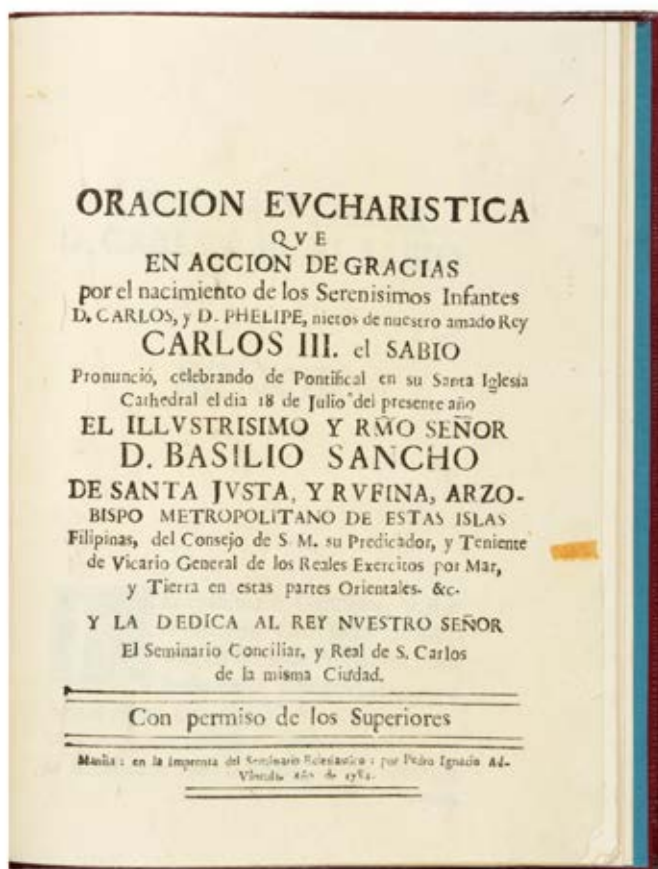 ORACION EVCHARISTICA
QVE
EN ACCION DE GRACIAS
por el nacimiento de los Serenisimos Infantes
D. CARLOS, y D. PHELIPE, nietos de nuestro amado Rey
CARLOS III. el SABIO
Pronunció, celebrando de Pontifical en su Santa Iglesia
Cathedral el dia 18 de Julio del presente año
EL ILLVSTRISIMO Y RM̃O SEÑOR
D. BASILIO SANCHO
DE SANTA JVSTA, Y RVFINA, ARZO-
BISPO METROPOLITANO DE ESTAS ISLAS
Filipinas, del Consejo de S. M. su Predicador, y Teniente
de Vicario General de los Reales Exercitos por Mar,
y Tierra en estas partes Orientales. &c.
Y LA DEDICA AL REY NVESTRO SEÑOR
El Seminario Conciliar, y Real de S. Carlos
de la misma Ciudad.
Con permiso de los Superiores
Manila: en la Imprenta del Seminario Eclesiastico: por Pedro Ignacio Ad-
Vincula. Año de 1784.